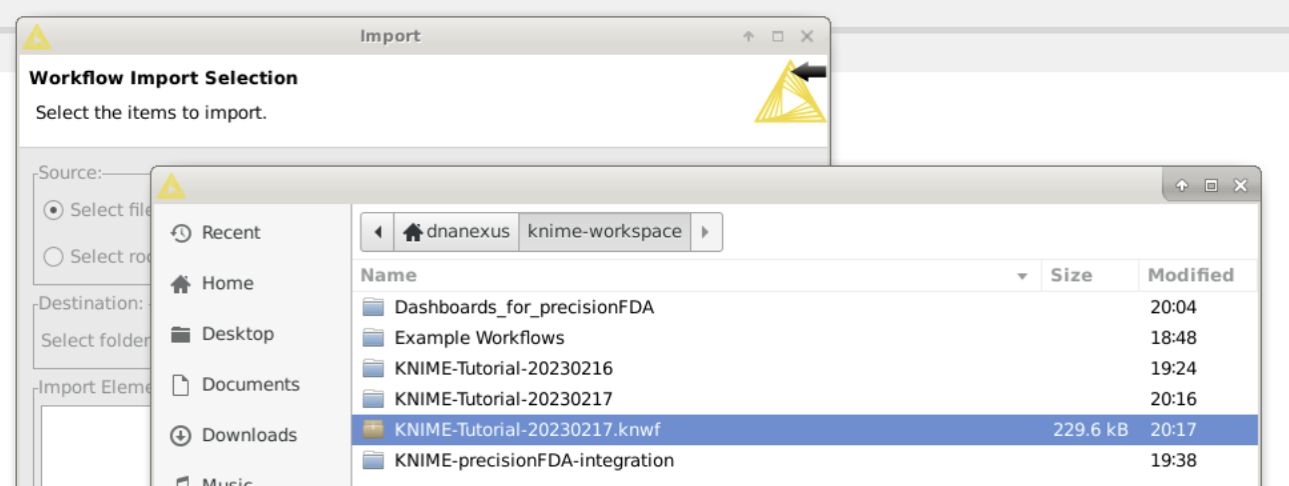 Import
Workflow Import Selection
Select the items to import.
Source:
Select file
Select roo
Destination:
Select folder
Import Eleme
Recent
Home
Desktop
Documents
Downloads
Music
dnanexus knime-workspace
Name Size Modified
Dashboards_for_precisionFDA 20:04
Example Workflows 18:48
KNIME-Tutorial-20230216 19:24
KNIME-Tutorial-20230217 20:16
KNIME-Tutorial-20230217.knwf 229.6 kB 20:17
KNIME-precisionFDA-integration 19:38